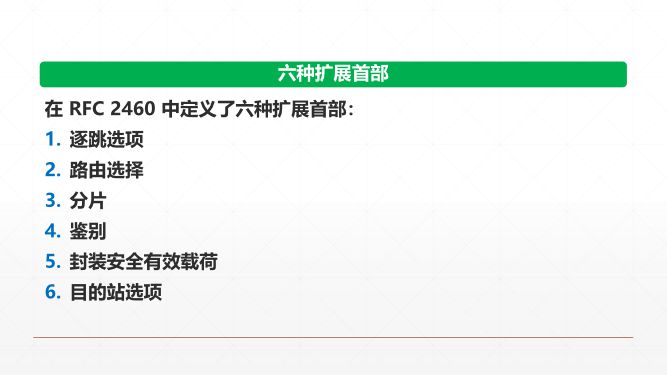 六种扩展首部
在 RFC 2460 中定义了六种扩展首部：
1. 逐跳选项
2. 路由选择
3. 分片
4. 鉴别
5. 封装安全有效载荷
6. 目的站选项